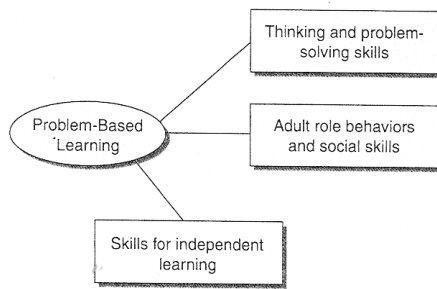 Thinking and problem-
solving skills
Problem-Based
Learning
Adult role behaviors
and social skills
Skills for independent
learning